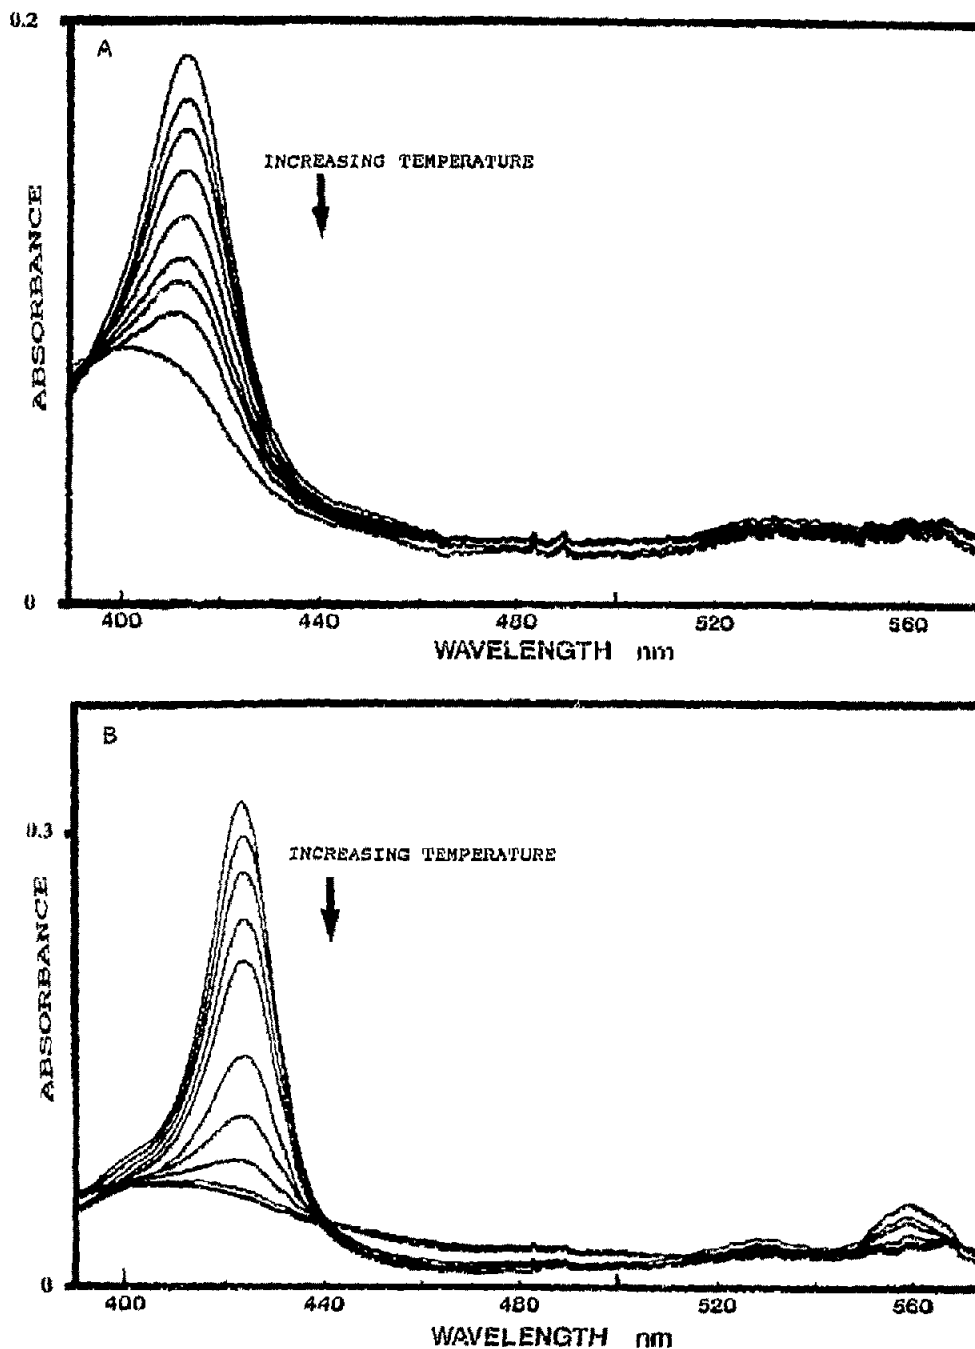 0.2
A
INCREASING TEMPERATURE
ABSORBANCE
0
400 440 480 520 560
WAVELENGTH nm
B
0.3
INCREASING TEMPERATURE
ABSORBANCE
0
400 440 480 520 560
WAVELENGTH nm